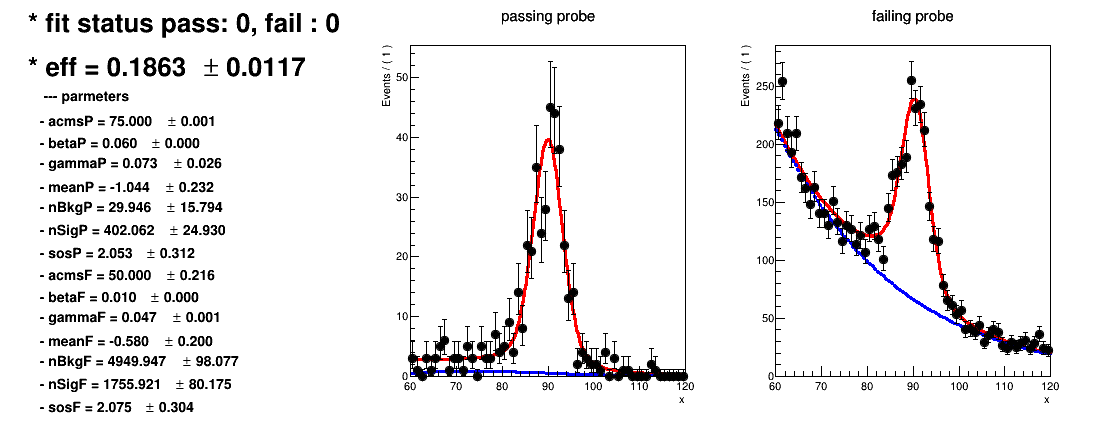 * fit status pass: 0, fail : 0
* eff = 0.1863 ± 0.0117
--- parmeters
- acmsP = 75.000 ± 0.001
- betaP = 0.060 ± 0.000
- gammaP = 0.073 ± 0.026
- meanP = -1.044 ± 0.232
- nBkgP = 29.946 ± 15.794
- nSigP = 402.062 ± 24.930
- sosP = 2.053 ± 0.312
- acmsF = 50.000 ± 0.216
- betaF = 0.010 ± 0.000
- gammaF = 0.047 ± 0.001
- meanF = -0.580 ± 0.200
- nBkgF = 4949.947 ± 98.077
- nSigF = 1755.921 ± 80.175
- sosF = 2.075 ± 0.304
passing probe
Events / ( 1 )
50
40
30
20
10
0
60 70 80 90 100 110 120
x
failing probe
Events / ( 1 )
250
200
150
100
50
0
60 70 80 90 100 110 120
x